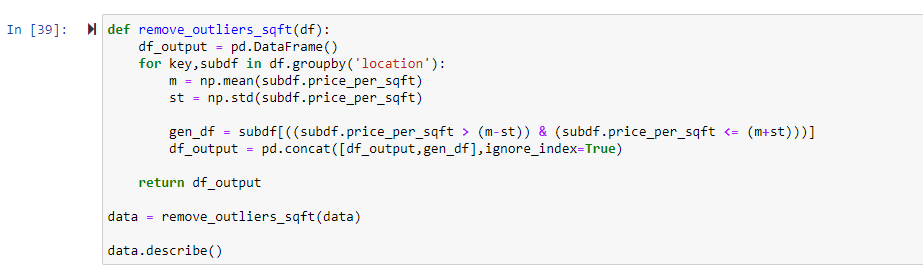 In [39]:
def remove_outliers_sqft(df):
    df_output = pd.DataFrame()
    for key,subdf in df.groupby('location'):
        m = np.mean(subdf.price_per_sqft)
        st = np.std(subdf.price_per_sqft)

        gen_df = subdf[((subdf.price_per_sqft > (m-st)) & (subdf.price_per_sqft <= (m+st)))]
        df_output = pd.concat([df_output,gen_df],ignore_index=True)

    return df_output

data = remove_outliers_sqft(data)

data.describe()